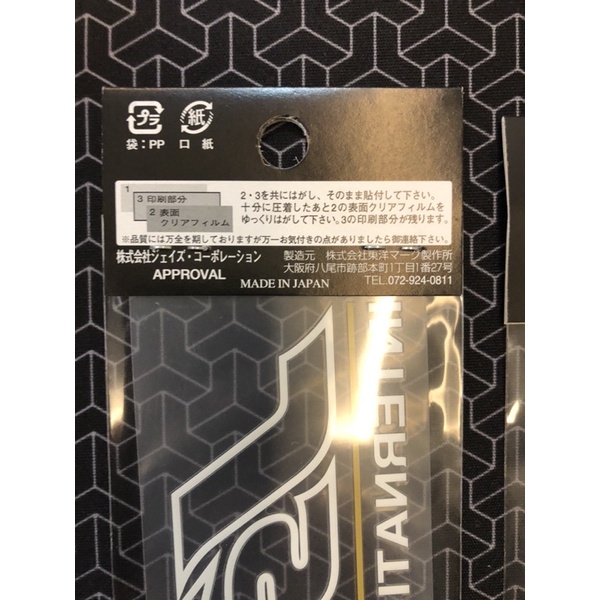 プラ 紙
袋:PP 口 紙
1
3 印刷部分
2 表面
クリアフィルム
2・3を共にはがし、そのまま貼付して下さい。
十分に圧着したあと2の表面クリアフィルムを
ゆっくりはがして下さい。3の印刷部分が残ります。
※品質には万全を期しておりますが万一お気付きの点がありましたら御連絡下さい。
株式会社ジェイズ・コーポレーション
APPROVAL
製造元 株式会社東洋マーク製作所
大阪府八尾市跡部本町1丁目1番27号
TEL.072-924-0811
MADE IN JAPAN
INTERNATI